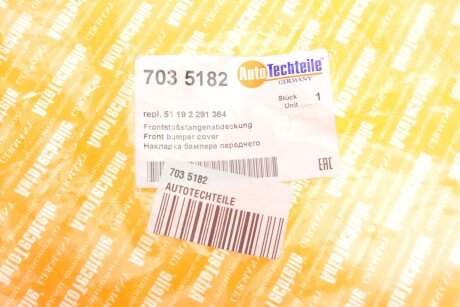 703 5182
AutoTechteile
GERMANY
Stück
Unit 1
repl. 51 19 2 291 364
Frontstoßstangenabdeckung
Front bumper cover
Накладка бампера переднего
EAC
703 5182
AUTOTECHTEILE